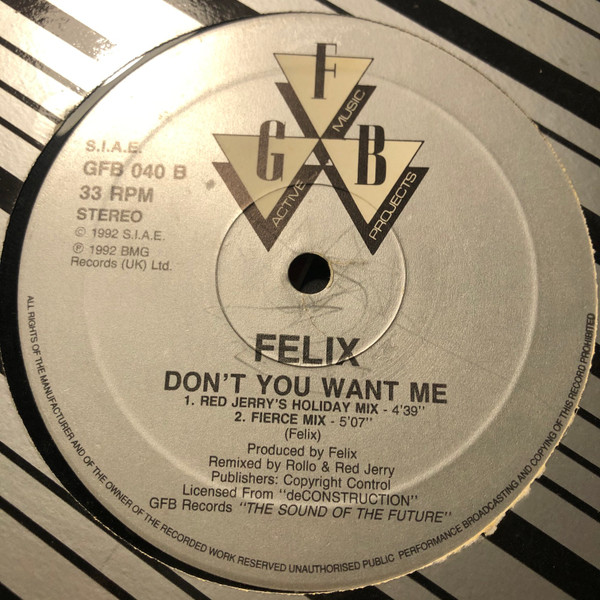 F
G B
ACTIVE MUSIC PROJECTS
S.I.A.E.
GFB 040 B
33 RPM
STEREO
© 1992 S.I.A.E.
℗ 1992 BMG
Records (UK) Ltd.
FELIX
DON'T YOU WANT ME
1. RED JERRY'S HOLIDAY MIX - 4'39''
2. FIERCE MIX - 5'07''
(Felix)
Produced by Felix
Remixed by Rollo & Red Jerry
Publishers: Copyright Control
Licensed From "deCONSTRUCTION"
GFB Records "THE SOUND OF THE FUTURE"
ALL RIGHTS OF THE MANUFACTURER AND OF THE OWNER OF THE RECORDED WORK RESERVED UNAUTHORISED PUBLIC PERFORMANCE BROADCASTING AND COPYING OF THIS RECORD PROHIBITED